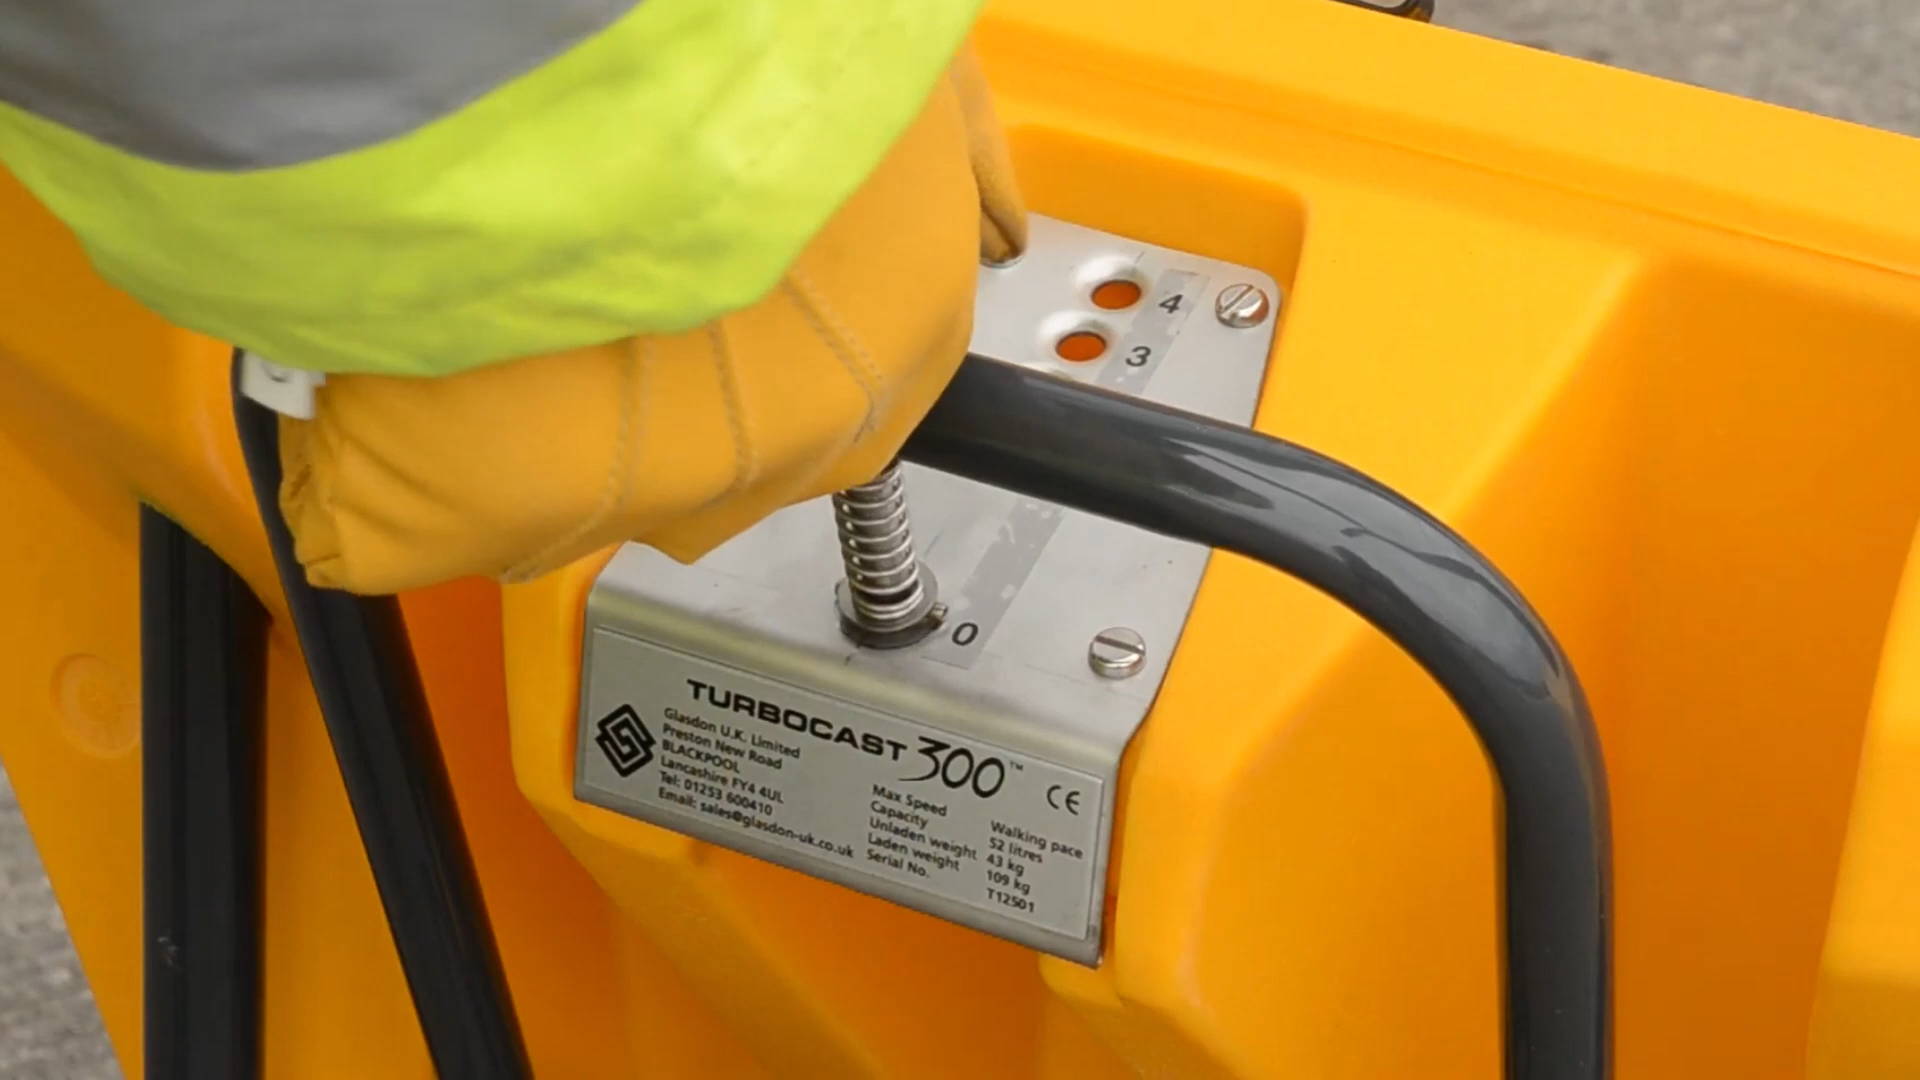 4
3
0
TURBOCAST 300™
Glasdon U.K. Limited
Preston New Road
BLACKPOOL
Lancashire FY4 4UL
Tel: 01253 600410
Email: sales@glasdon-uk.co.uk
CE
Max Speed Walking pace
Capacity 52 litres
Unladen weight 43 kg
Laden weight 109 kg
Serial No. T12501